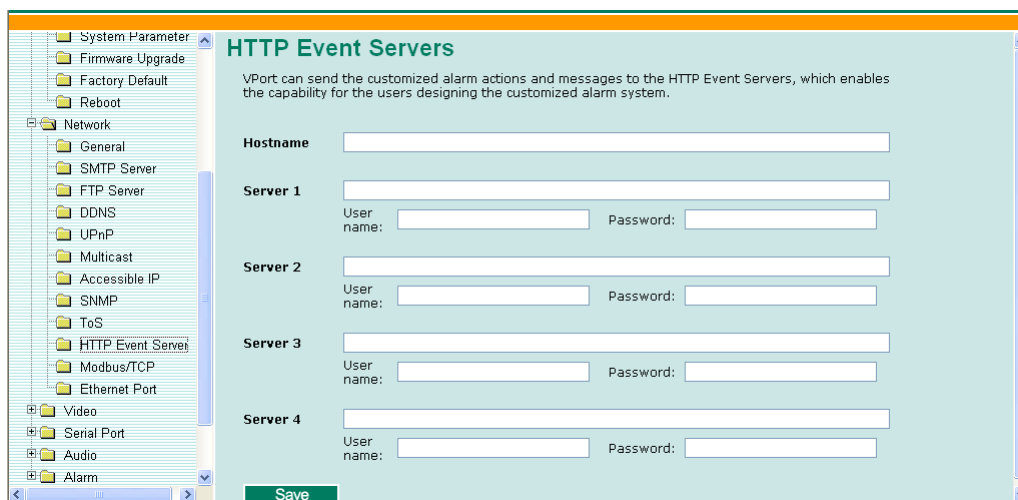 System Parameter
Firmware Upgrade
Factory Default
Reboot
Network
General
SMTP Server
FTP Server
DDNS
UPnP
Multicast
Accessible IP
SNMP
ToS
HTTP Event Server
Modbus/TCP
Ethernet Port
Video
Serial Port
Audio
Alarm
HTTP Event Servers
VPort can send the customized alarm actions and messages to the HTTP Event Servers, which enables
the capability for the users designing the customized alarm system.
Hostname
Server 1
User
name:
Password:
Server 2
User
name:
Password:
Server 3
User
name:
Password:
Server 4
User
name:
Password:
Save